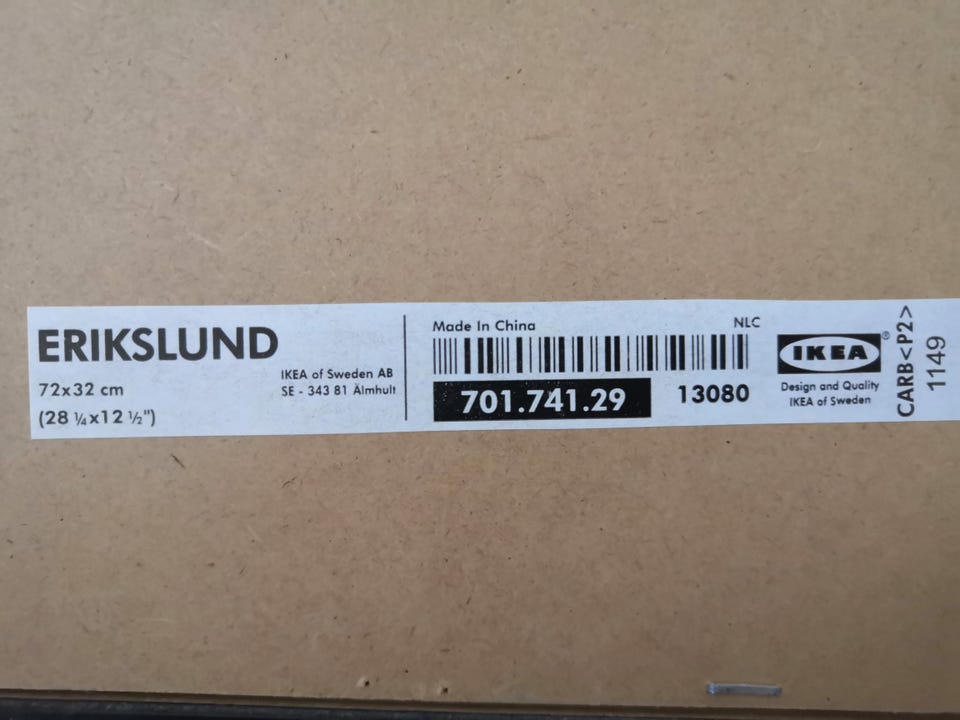 ERIKSLUND
72x32 cm
(28 ¼x12 ½")
IKEA of Sweden AB
SE - 343 81 Älmhult
Made In China
NLC
701.741.29
13080
IKEA®
Design and Quality
IKEA of Sweden
CARB<P2>
1149